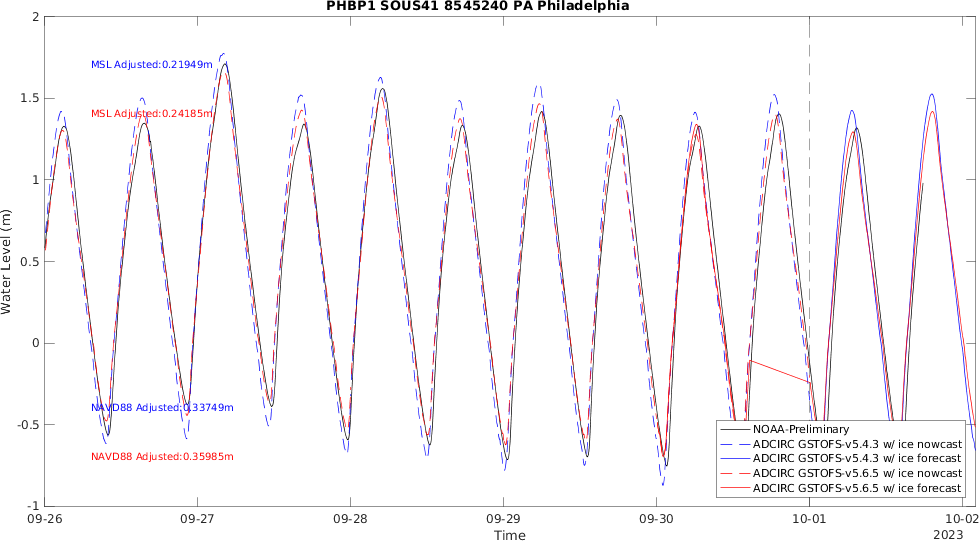 PHBP1 SOUS41 8545240 PA Philadelphia
2
1.5
1
0.5
0
-0.5
-1
Water Level (m)
MSL Adjusted:0.21949m
MSL Adjusted:0.24185m
NAVD88 Adjusted:0.33749m
NAVD88 Adjusted:0.35985m
NOAA-Preliminary
ADCIRC GSTOFS-v5.4.3 w/ ice nowcast
ADCIRC GSTOFS-v5.4.3 w/ ice forecast
ADCIRC GSTOFS-v5.6.5 w/ ice nowcast
ADCIRC GSTOFS-v5.6.5 w/ ice forecast
09-26 09-27 09-28 09-29 09-30 10-01 10-02
Time
2023